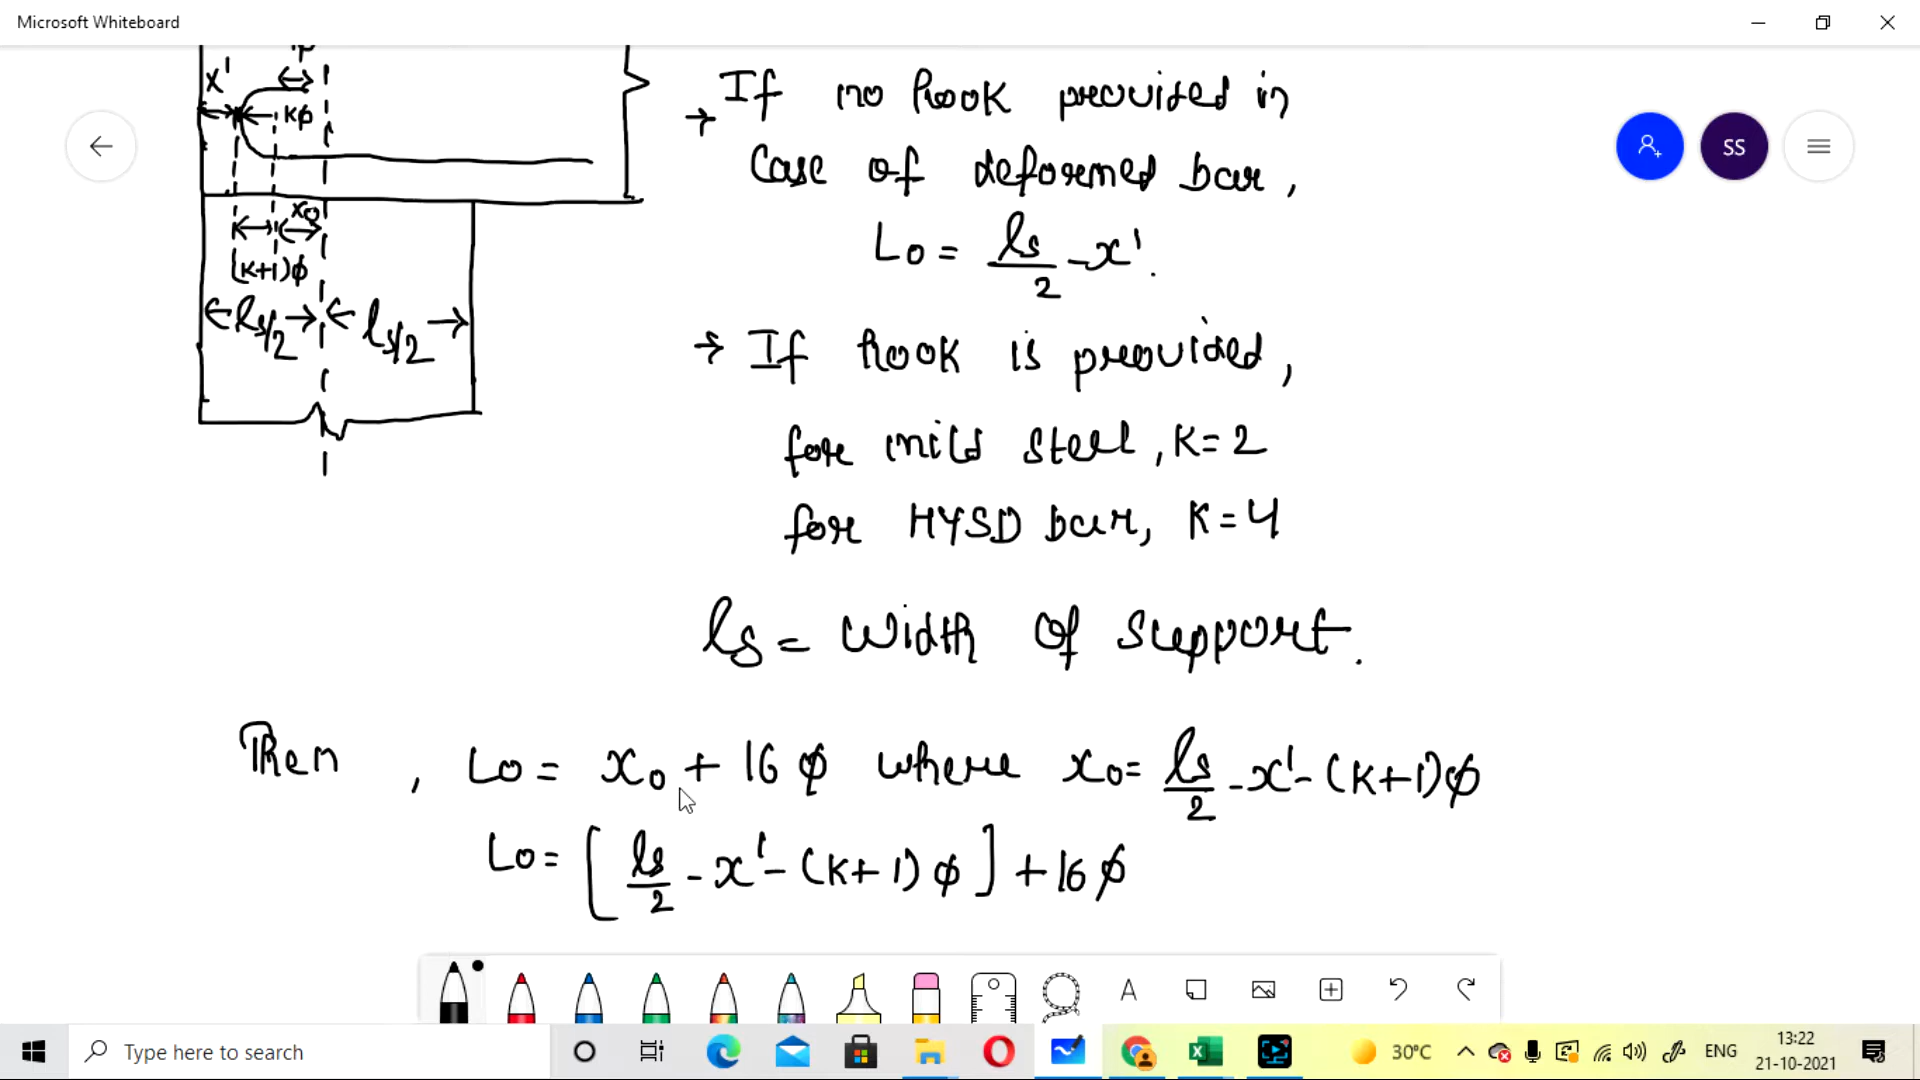 Microsoft Whiteboard
x'
Kφ
x0
(K+1)φ
ls/2
ls/2
→ If no hook provided in
Case of deformed bar,
L0 = ls/2 - x'.
→ If hook is provided,
for mild steel, K=2
for HYSD bar, K=4
ls = Width of support.
Then, L0 = x0 + 16 φ where x0 = ls/2 - x' - (K+1)φ
L0 = [ls/2 - x' - (K+1) φ] + 16 φ
SS
A
Type here to search
30°C
ENG
13:22
21-10-2021